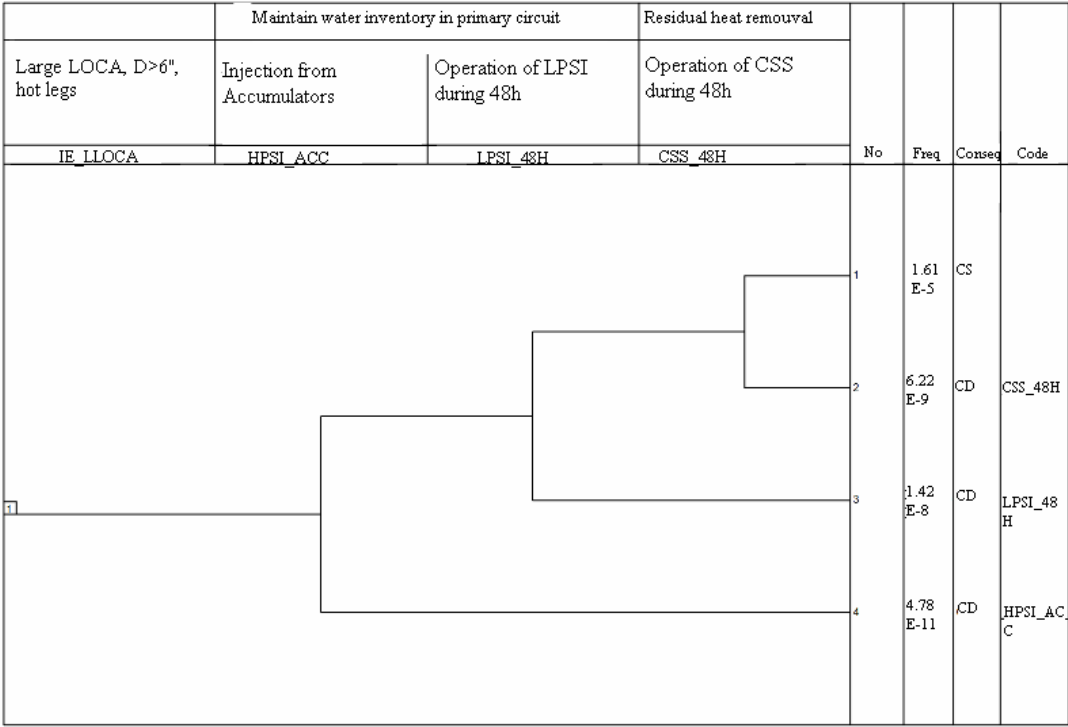 Maintain water inventory in primary circuit
Residual heat remouval
Large LOCA, D>6",
hot legs
Injection from
Accumulators
Operation of LPSI
during 48h
Operation of CSS
during 48h
IE_LLOCA
HPSI_ACC
LPSI_48H
CSS_48H
No
Freq
Conseq
Code
1
1
1.61
E-5
CS
2
6.22
E-9
CD
CSS_48H
3
1.42
E-8
CD
LPSI_48
H
4
4.78
E-11
CD
HPSI_AC
C